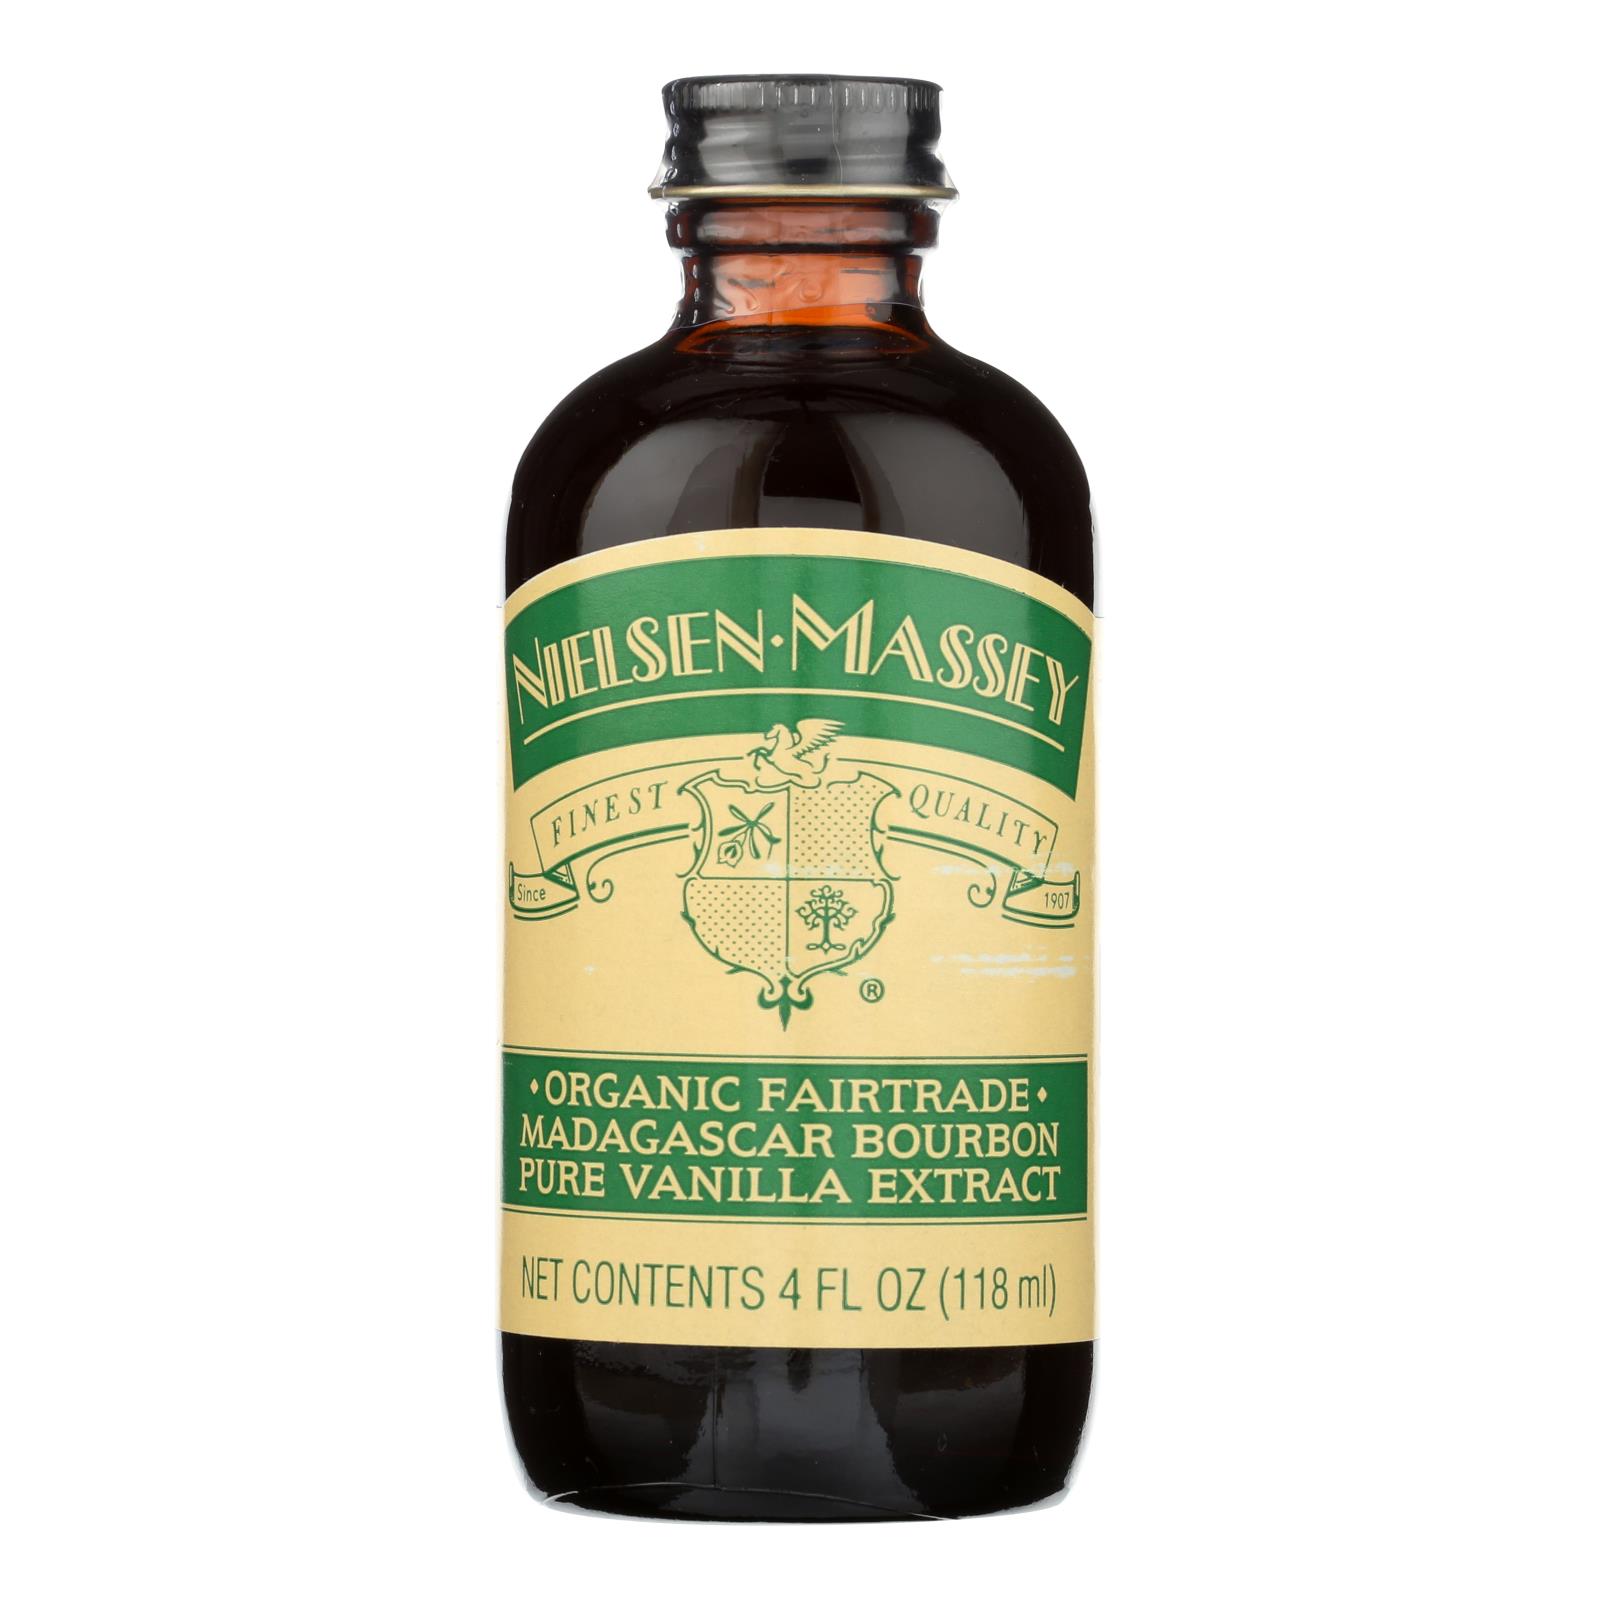 NIELSEN·MASSEY
FINEST QUALITY
Since 1907
®
• ORGANIC FAIRTRADE •
MADAGASCAR BOURBON
PURE VANILLA EXTRACT
NET CONTENTS 4 FL OZ (118 ml)